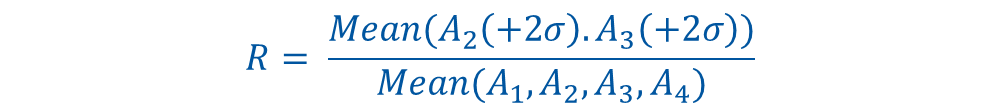 R = Mean(A₂(+2σ).A₃(+2σ)) / Mean(A₁,A₂,A₃,A₄)